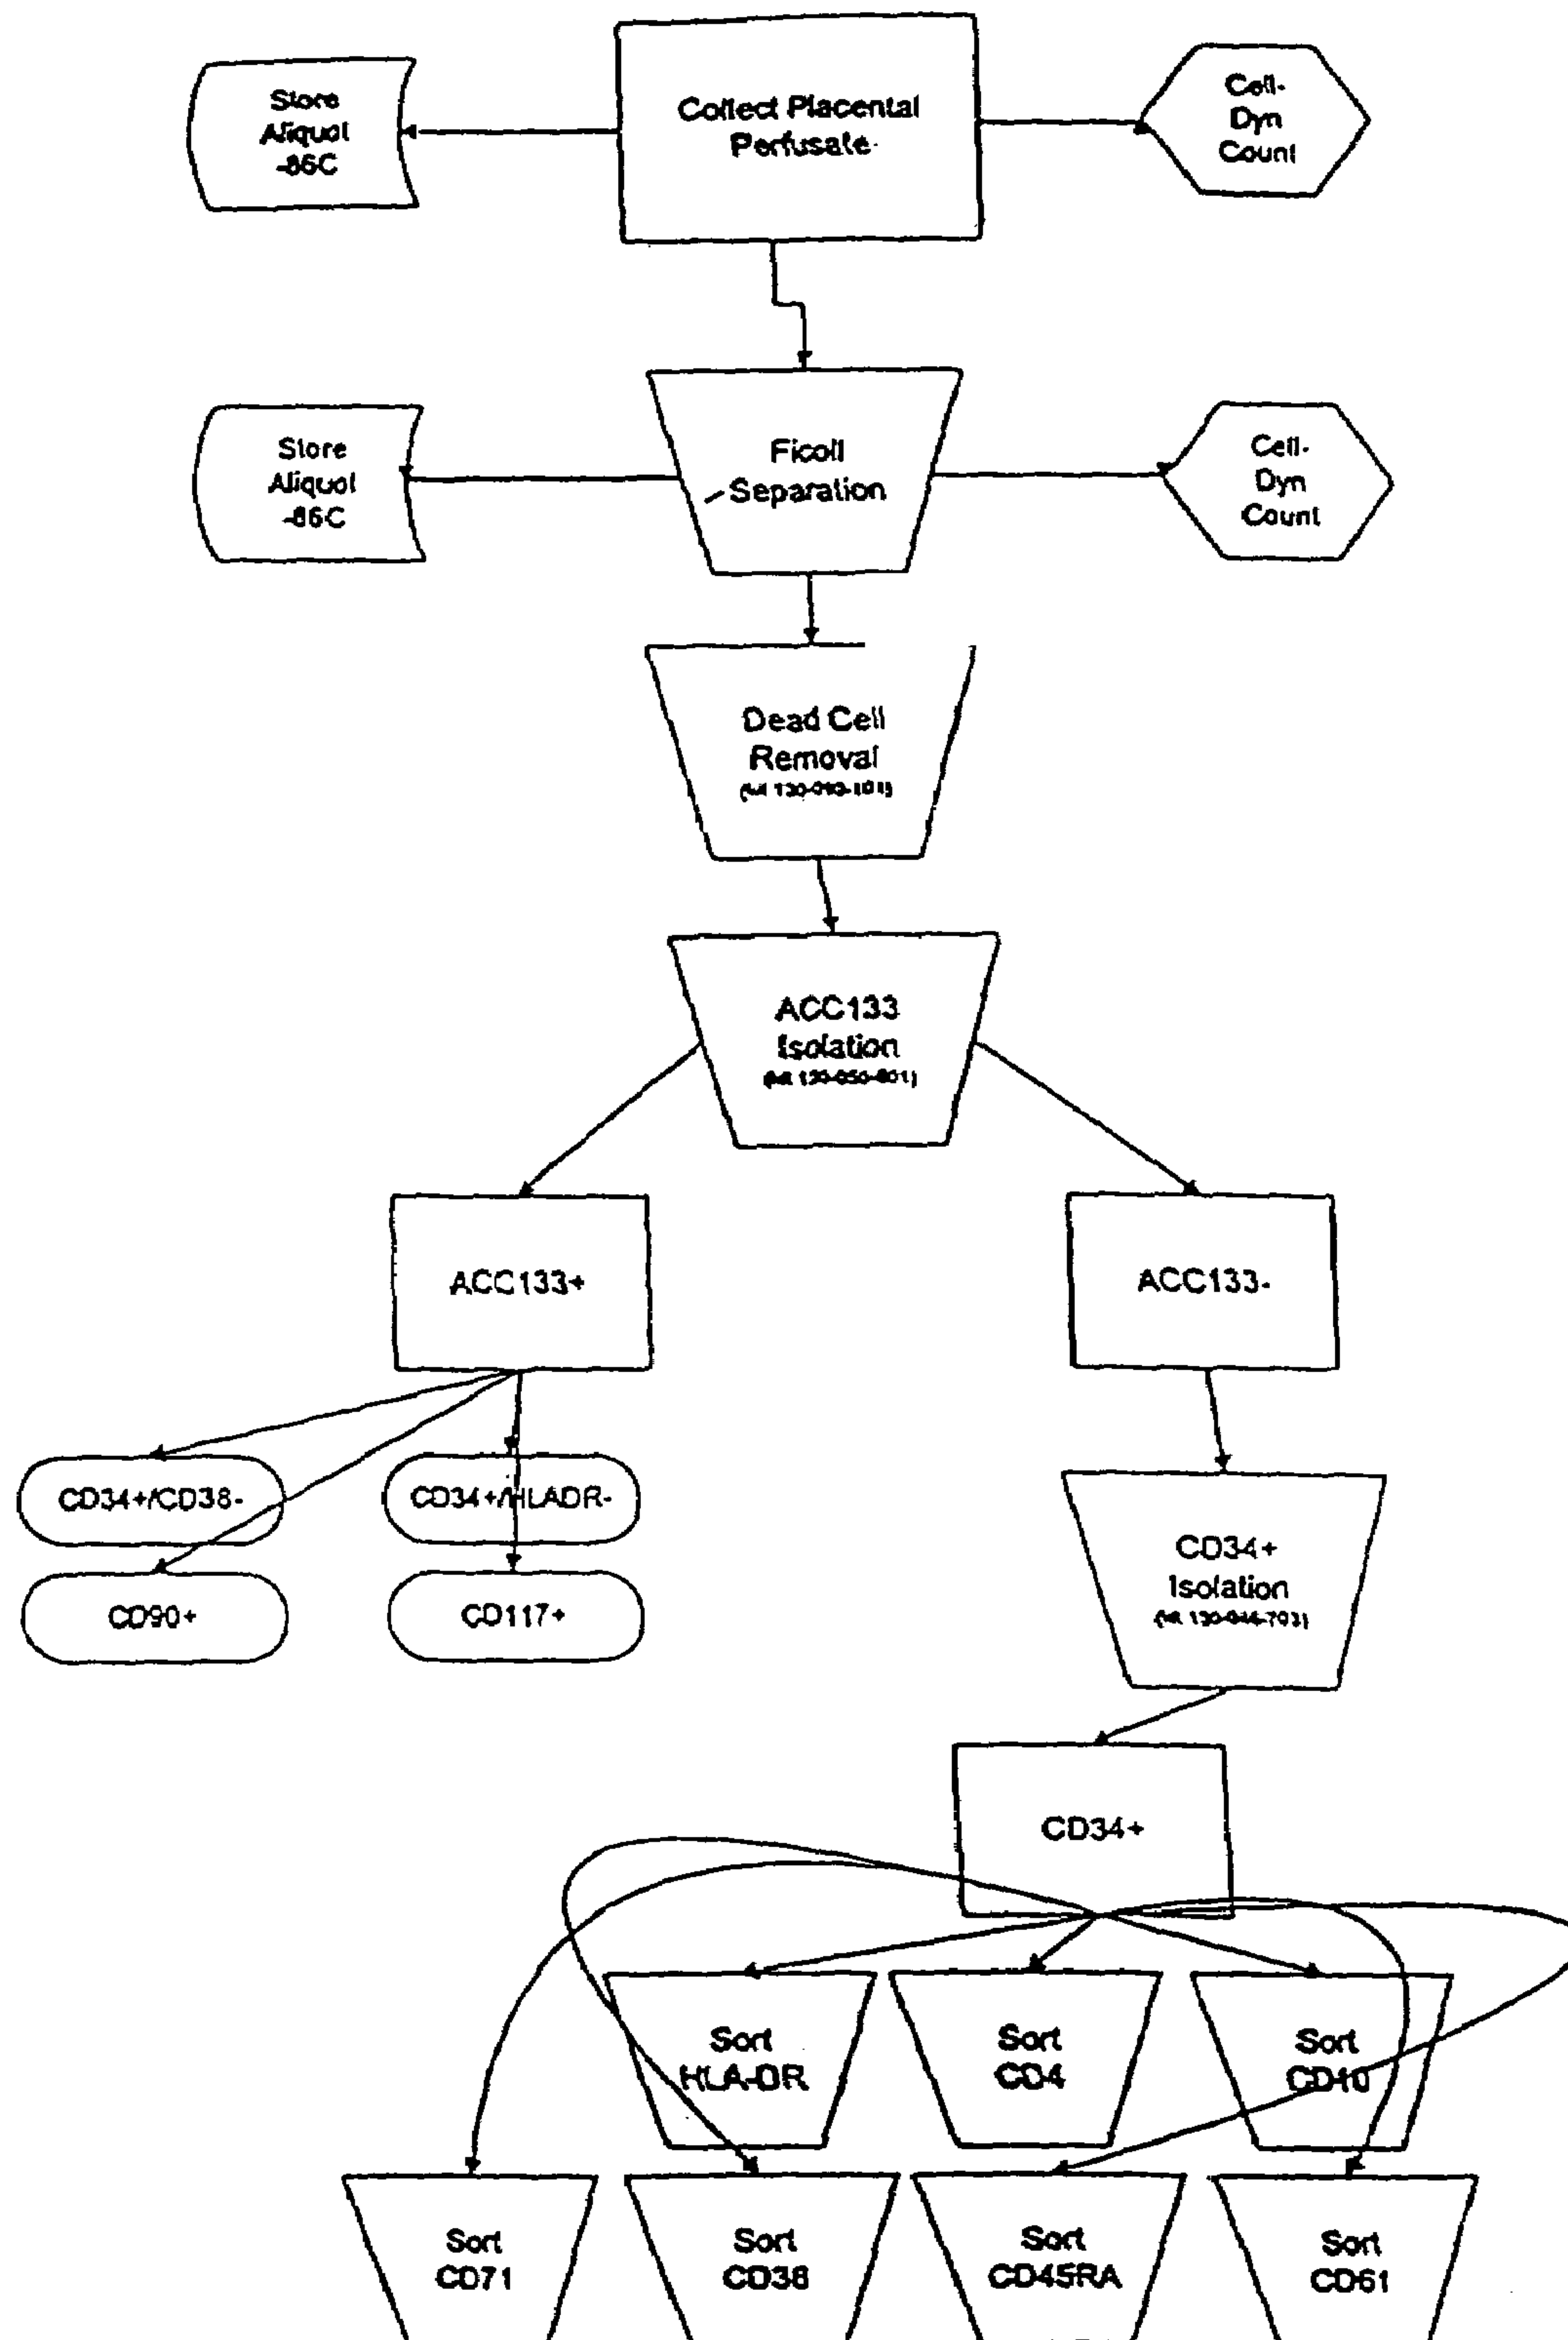 Store
Aliquot
Collect Placental
Perfusate
Cell-
Dyn
Count
Store
Aliquot
Ficoll
Separation
Cell-
Dyn
Count
Dead Cell
Removal
ACC133
Isolation
ACC133+
ACC133-
CD34+/CD38-
CD34+/HLADR-
CD90+
CD117+
CD34+
Isolation
CD34+
Sort
HLA-DR
Sort
CD4
Sort
CD10
Sort
CD71
Sort
CD38
Sort
CD45RA
Sort
CD61